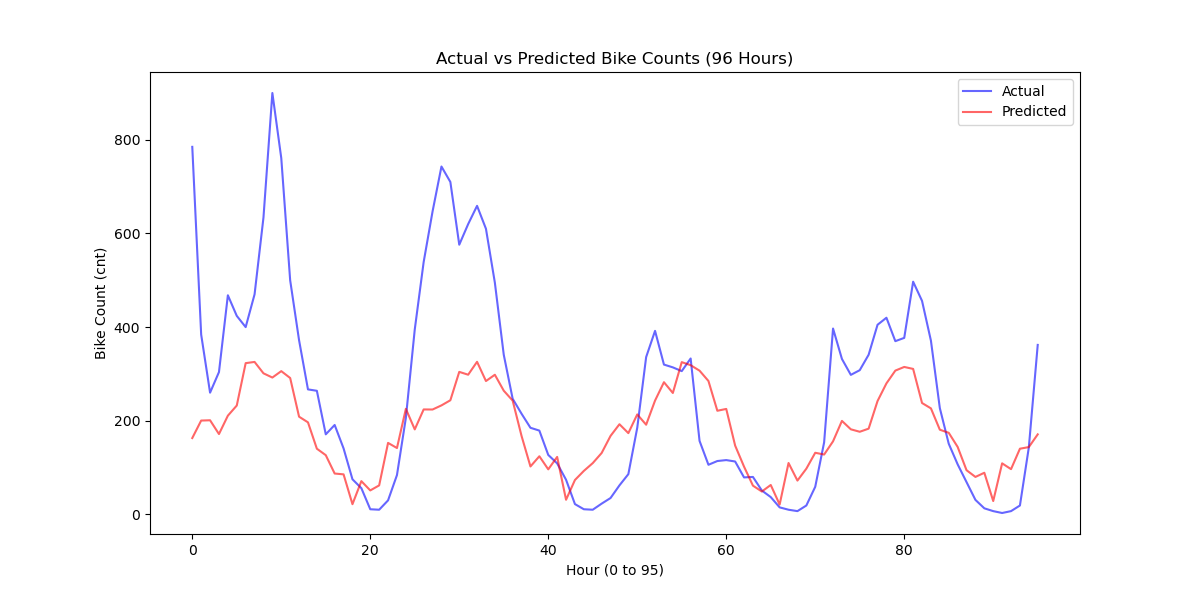 Actual vs Predicted Bike Counts (96 Hours)
Actual
Predicted
800
600
400
200
0
Bike Count (cnt)
0 20 40 60 80
Hour (0 to 95)